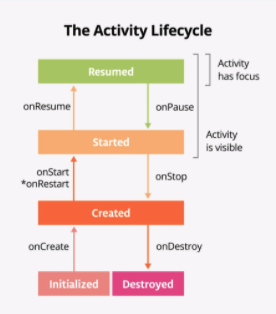 The Activity Lifecycle
Resumed
Activity
has focus
onResume
onPause
Started
Activity
is visible
onStart
*onRestart
onStop
Created
onCreate
onDestroy
Initialized
Destroyed